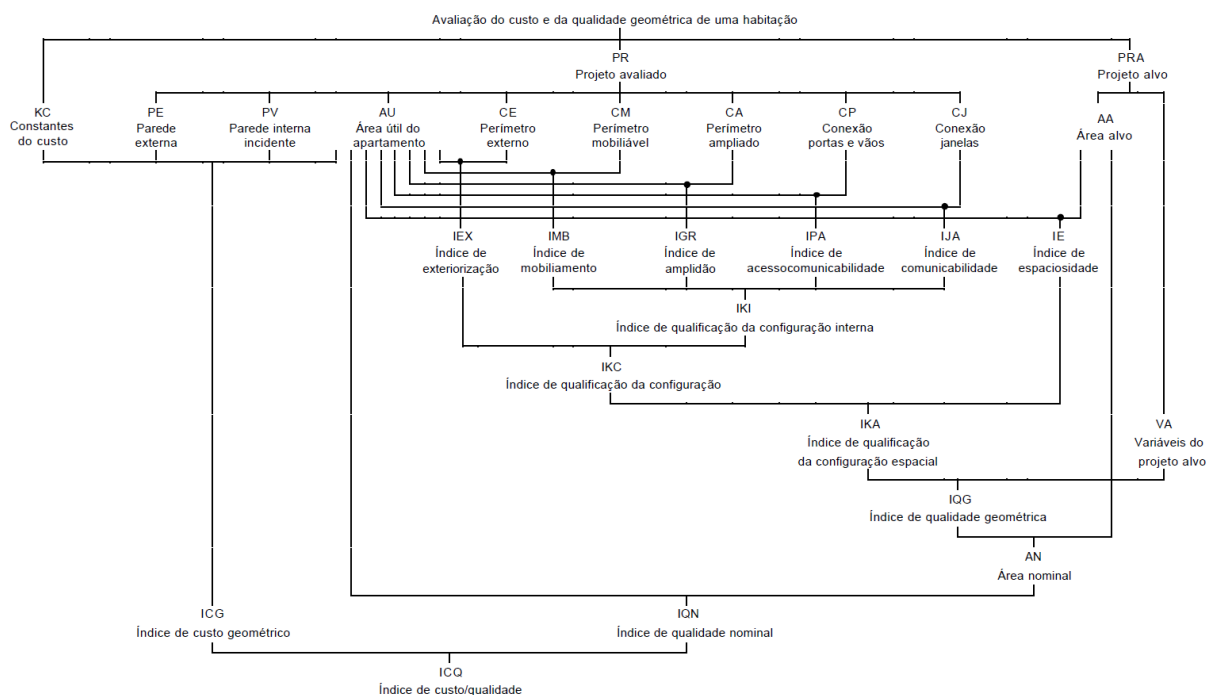 Avaliação do custo e da qualidade geométrica de uma habitação
PR
Projeto avaliado
PRA
Projeto alvo
KC
Constantes
do custo
PE
Parede
externa
PV
Parede interna
incidente
AU
Área útil do
apartamento
CE
Perímetro
externo
CM
Perímetro
mobiliável
CA
Perímetro
ampliado
CP
Conexão
portas e vãos
CJ
Conexão
janelas
AA
Área alvo
IEX
Índice de
exteriorização
IMB
Índice de
mobiliamento
IGR
Índice de
amplidão
IPA
Índice de
acessocomunicabilidade
IJA
Índice de
comunicabilidade
IE
Índice de
espaciosidade
IKI
Índice de qualificação da configuração interna
IKC
Índice de qualificação da configuração
IKA
Índice de qualificação
da configuração espacial
VA
Variáveis do
projeto alvo
IQG
Índice de qualidade geométrica
AN
Área nominal
ICG
Índice de custo geométrico
IQN
Índice de qualidade nominal
ICQ
Índice de custo/qualidade